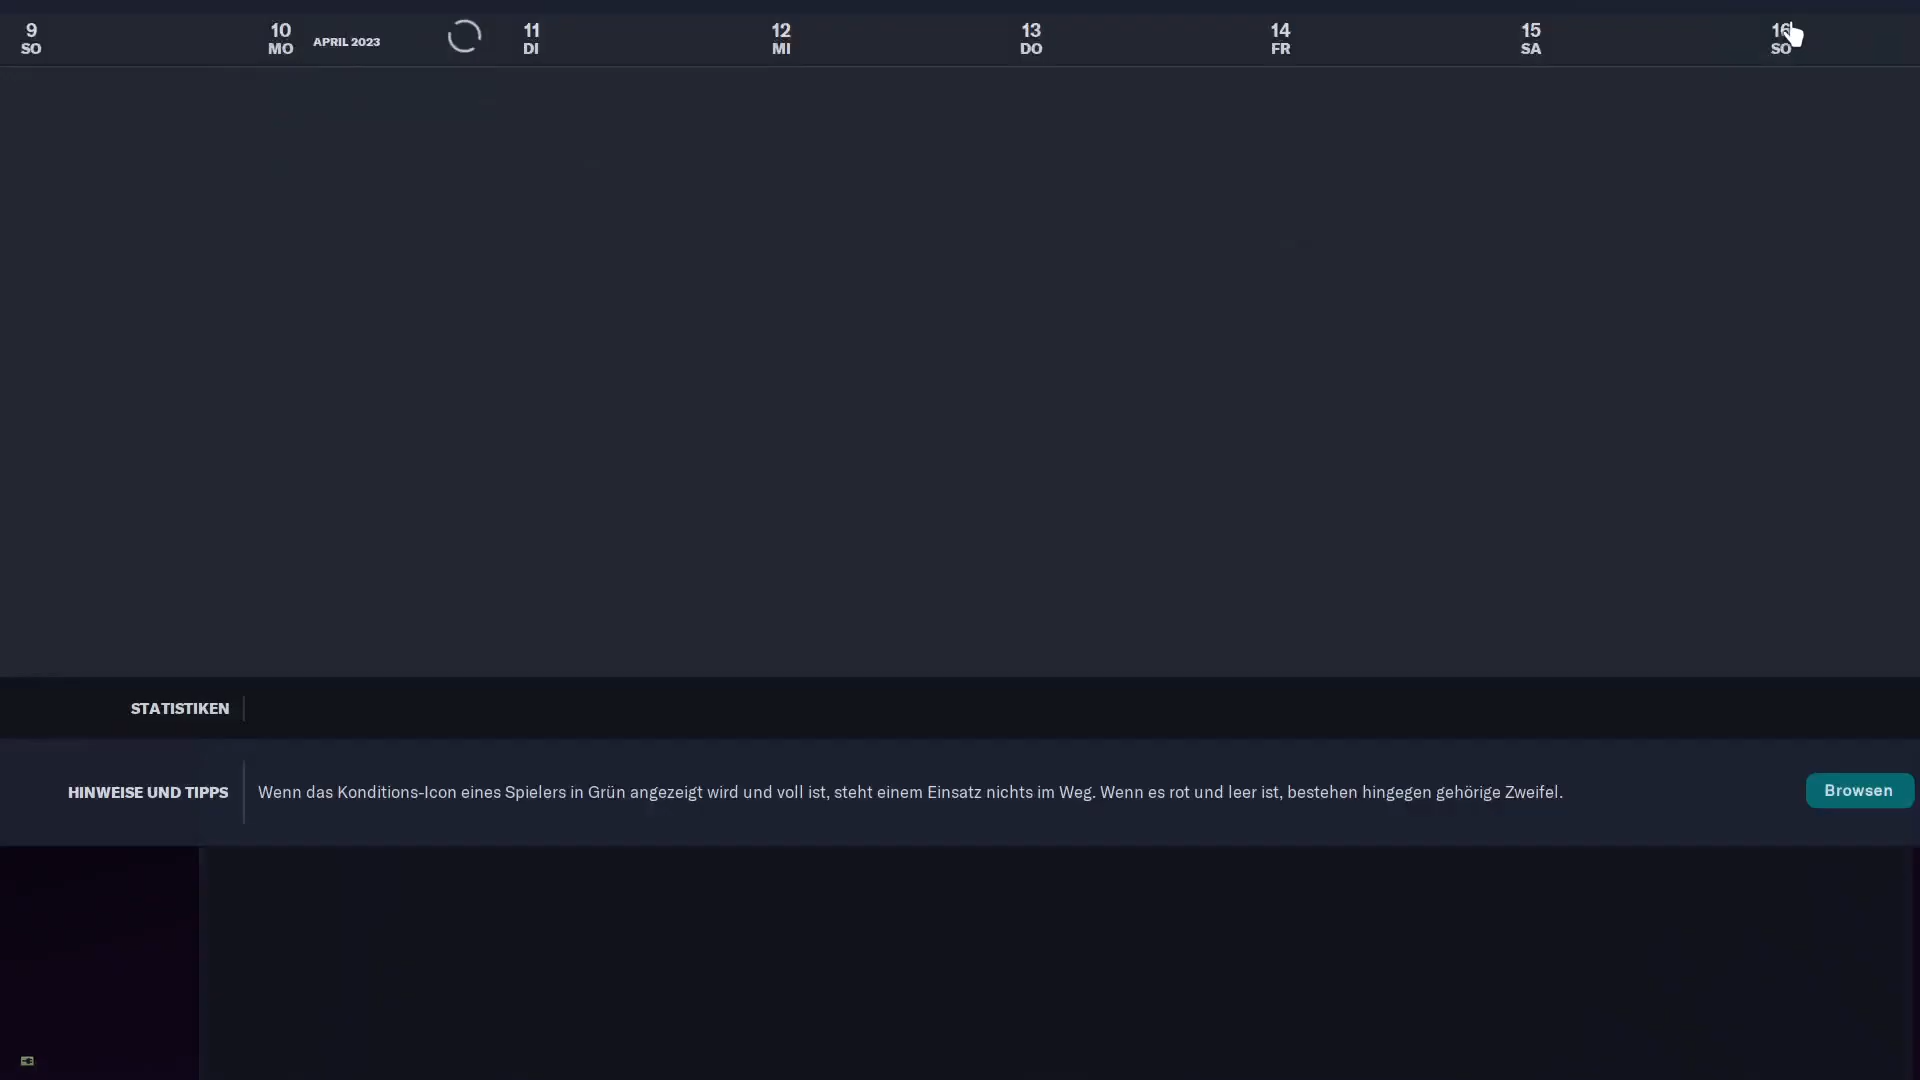 9
SO
10
MO
APRIL 2023
11
DI
12
MI
13
DO
14
FR
15
SA
16
SO
STATISTIKEN
HINWEISE UND TIPPS
Wenn das Konditions-Icon eines Spielers in Grün angezeigt wird und voll ist, steht einem Einsatz nichts im Weg. Wenn es rot und leer ist, bestehen hingegen gehörige Zweifel.
Browsen